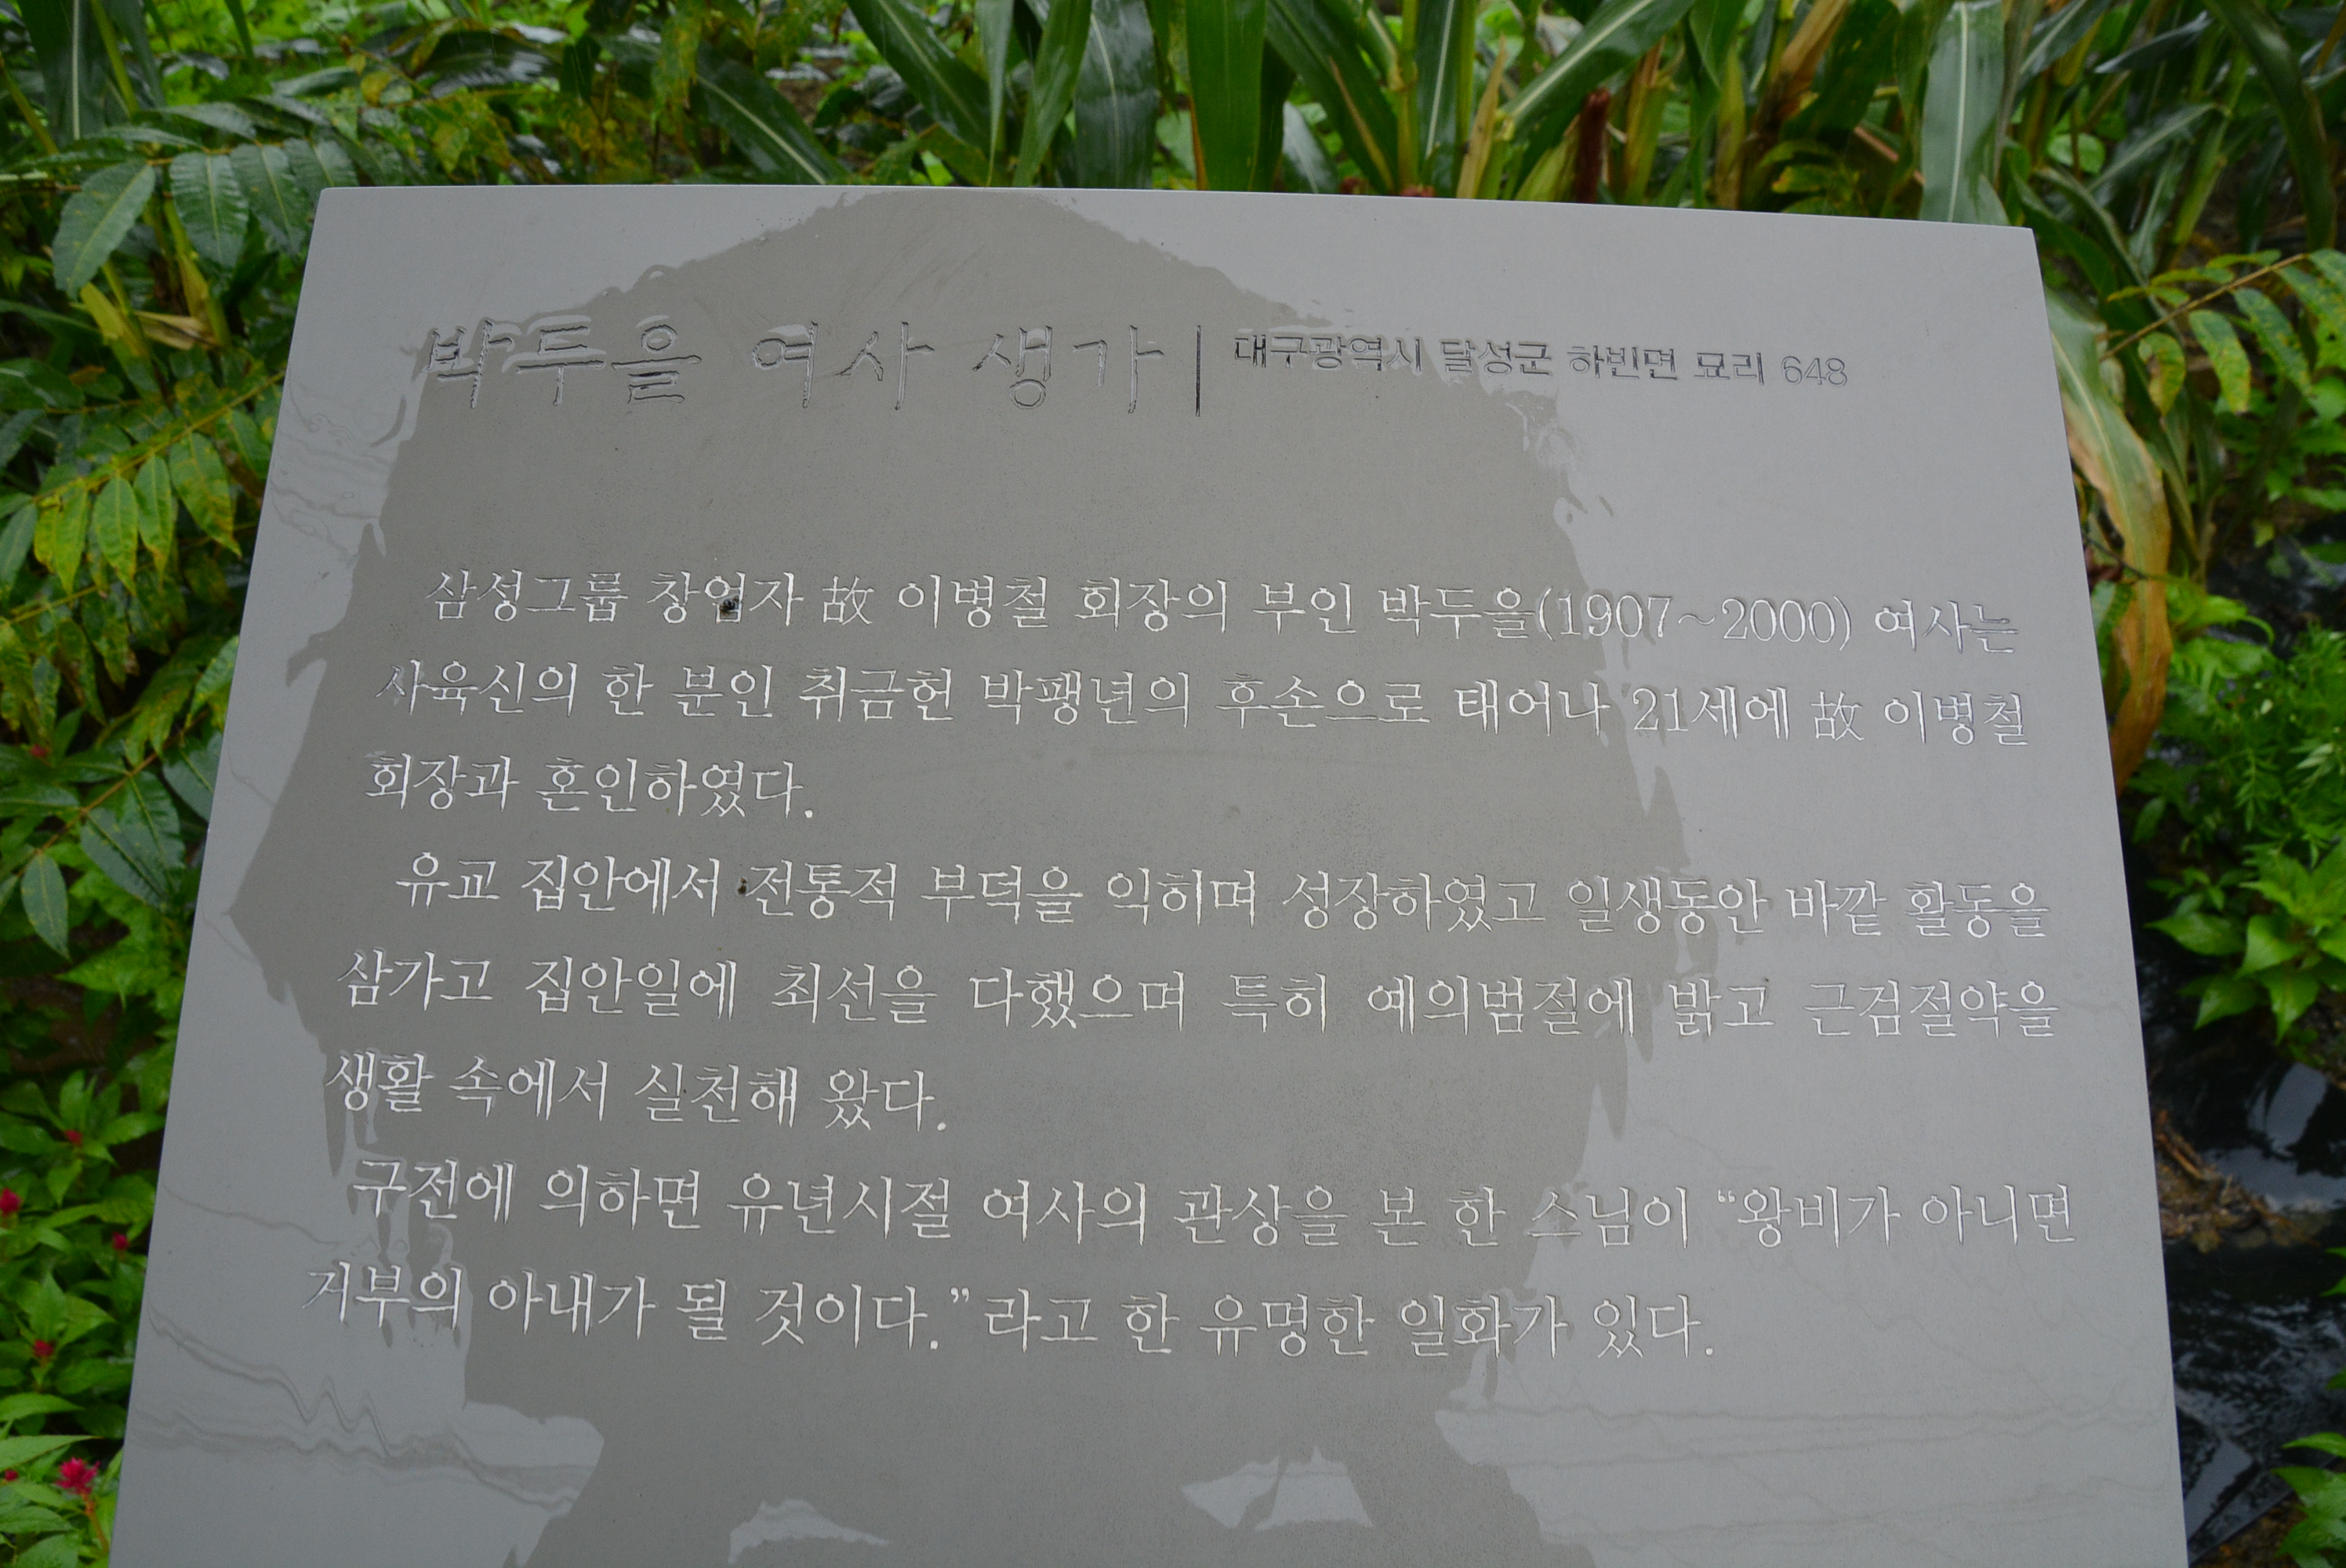 박두을 여사 생가 | 대구광역시 달성군 하빈면 묘리 648
삼성그룹 창업자 故 이병철 회장의 부인 박두을(1907~2000) 여사는
사육신의 한 분인 취금헌 박팽년의 후손으로 태어나 21세에 故 이병철
회장과 혼인하였다.
유교 집안에서 전통적 부덕을 익히며 성장하였고 일생동안 바깥 활동을
삼가고 집안일에 최선을 다했으며 특히 예의범절에 밝고 근검절약을
생활 속에서 실천해 왔다.
구전에 의하면 유년시절 여사의 관상을 본 한 스님이 “왕비가 아니면
거부의 아내가 될 것이다.”라고 한 유명한 일화가 있다.